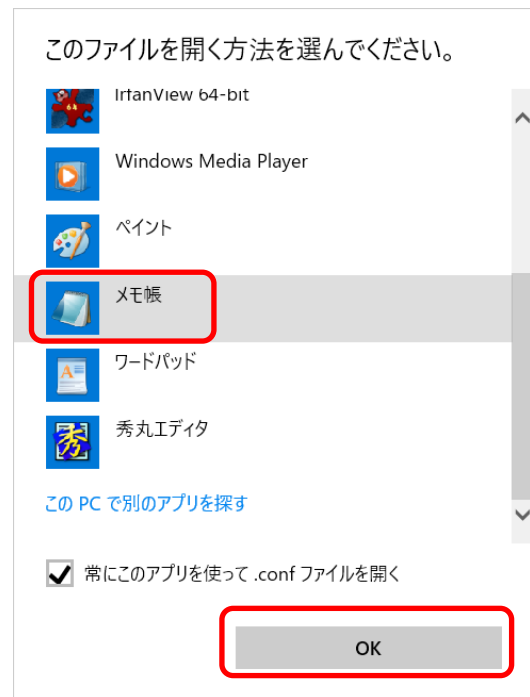 このファイルを開く方法を選んでください。
IrfanView 64-bit
64
Windows Media Player
ペイント
メモ帳
A
ワードパッド
秀
秀丸エディタ
この PC で別のアプリを探す
常にこのアプリを使って .conf ファイルを開く
OK